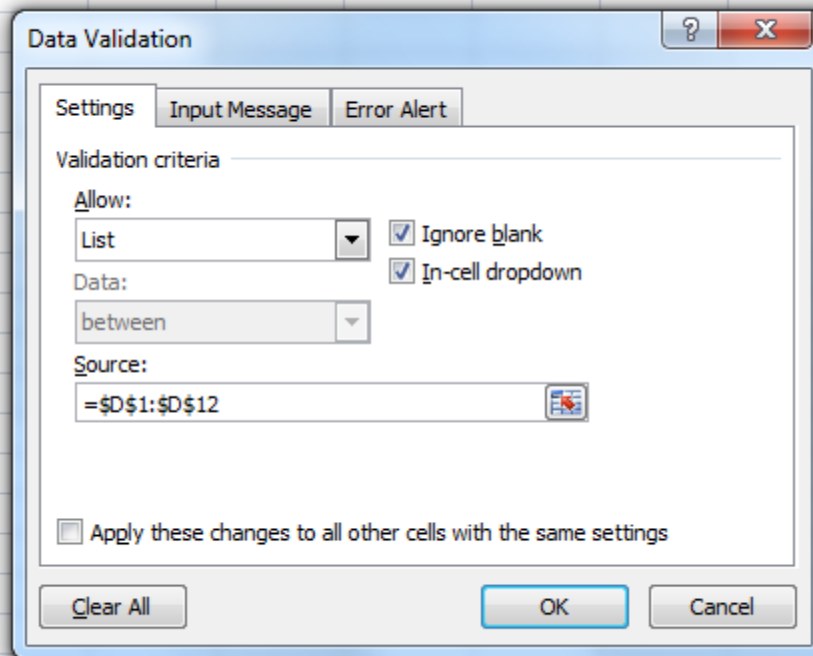 Data Validation
Settings Input Message Error Alert
Validation criteria
Allow:
List
Ignore blank
In-cell dropdown
Data:
between
Source:
=$D$1:$D$12
Apply these changes to all other cells with the same settings
Clear All OK Cancel